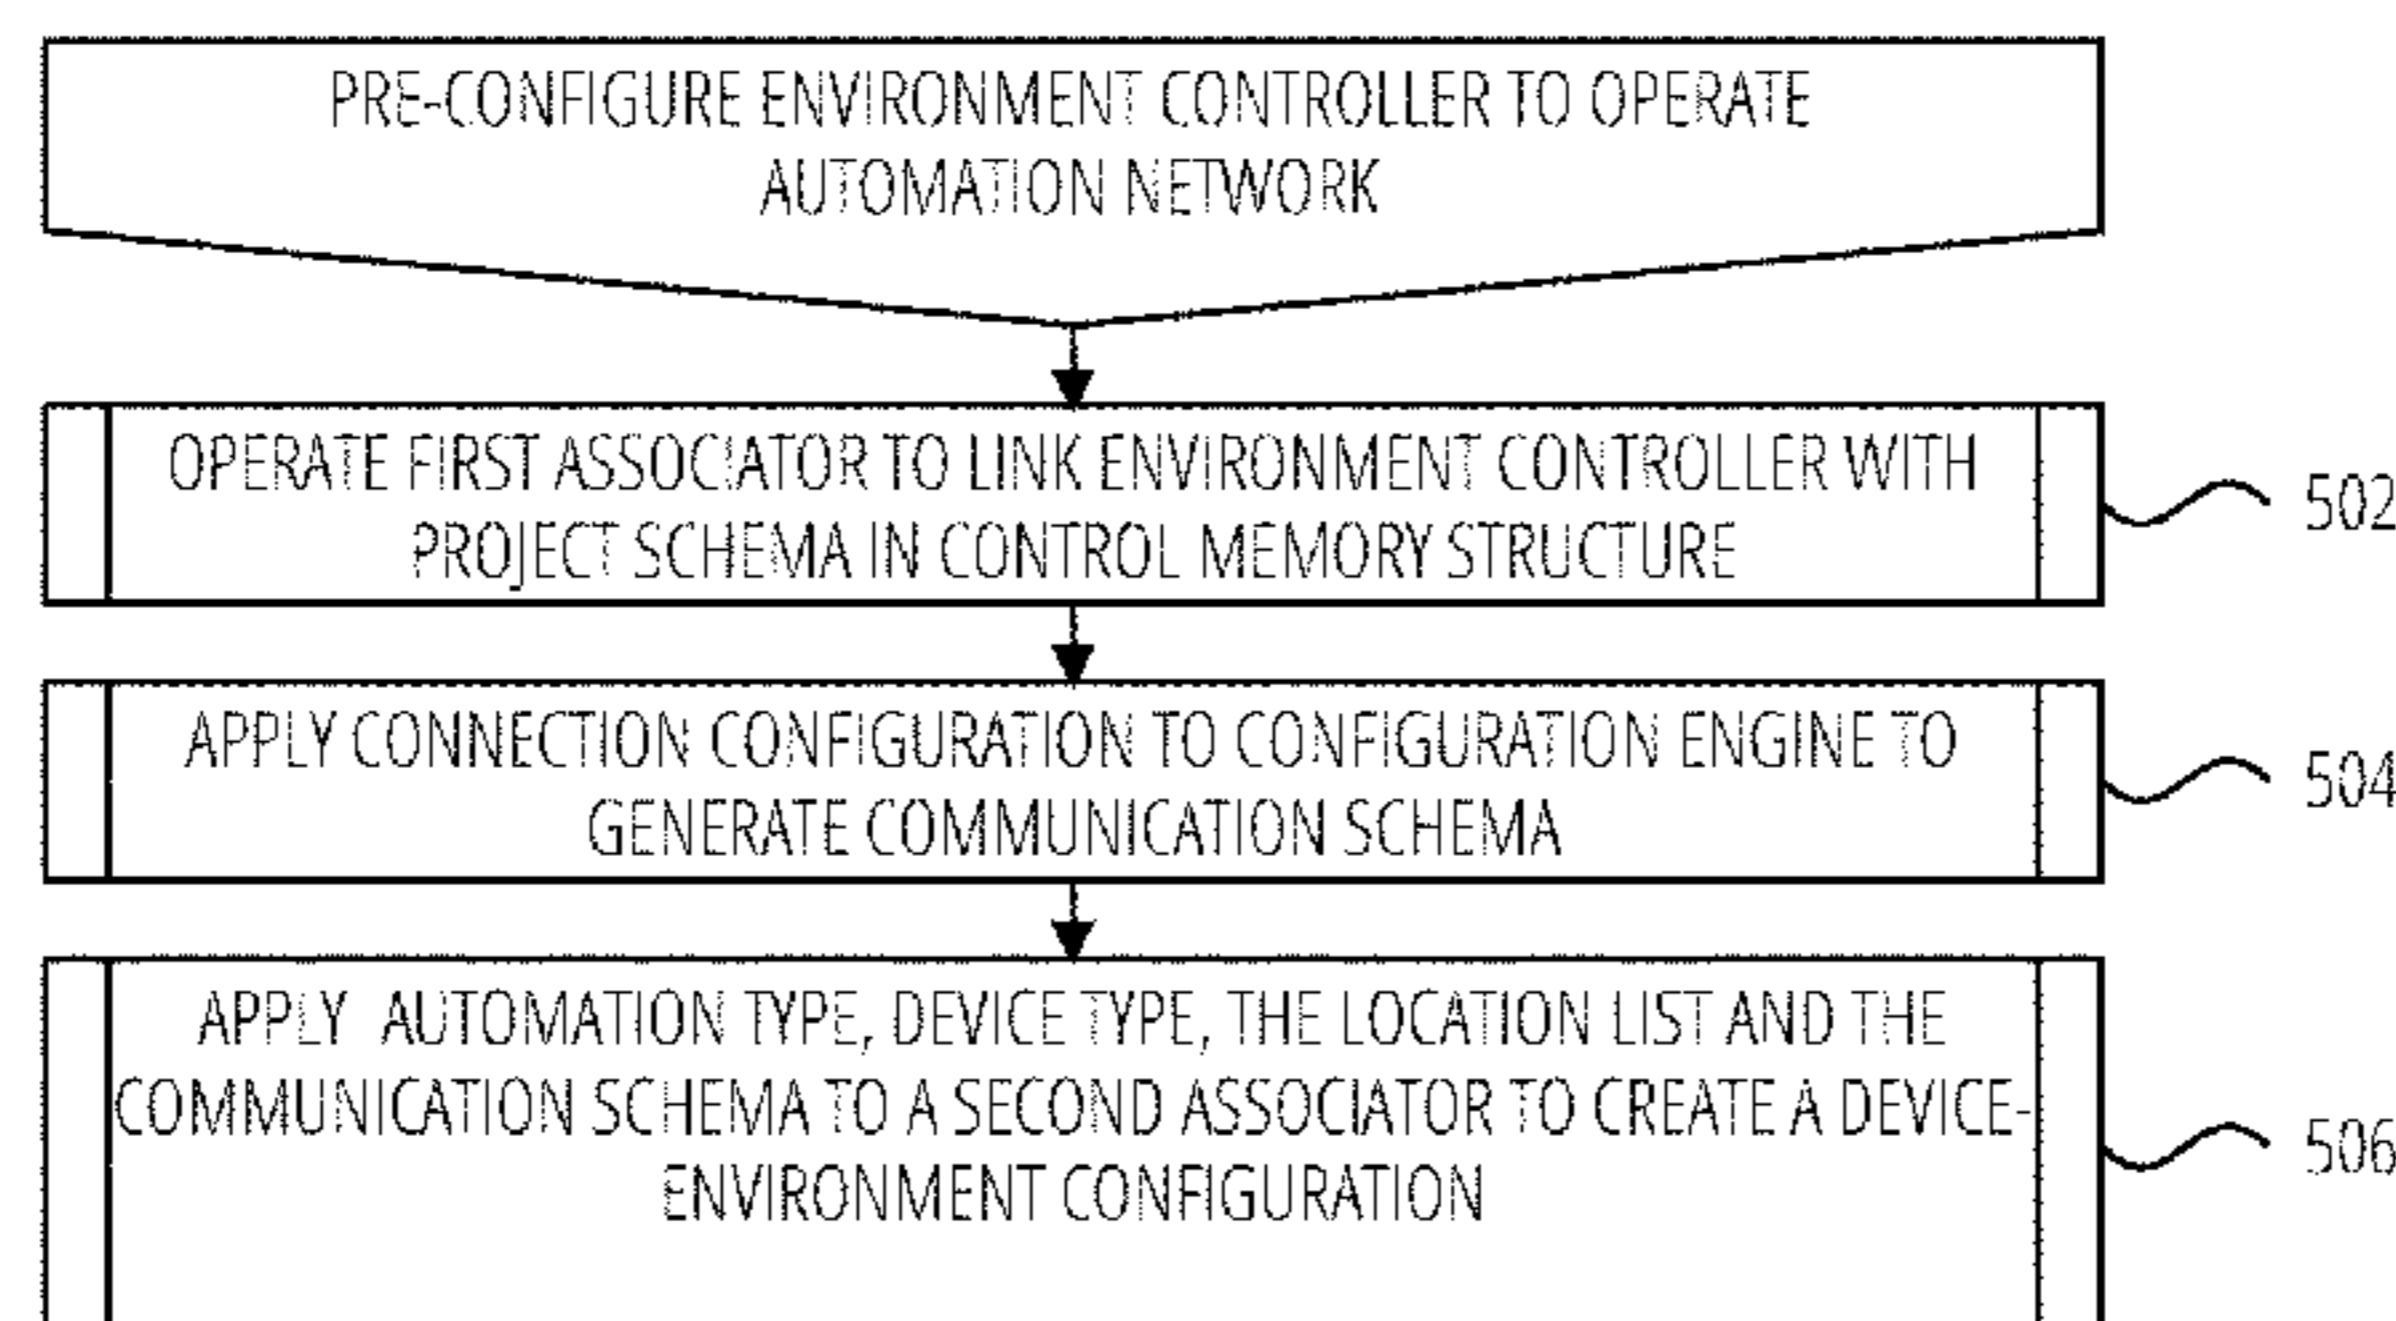 PRE-CONFIGURE ENVIRONMENT CONTROLLER TO OPERATE
AUTOMATION NETWORK
OPERATE FIRST ASSOCIATOR TO LINK ENVIRONMENT CONTROLLER WITH
PROJECT SCHEMA IN CONTROL MEMORY STRUCTURE
502
APPLY CONNECTION CONFIGURATION TO CONFIGURATION ENGINE TO
GENERATE COMMUNICATION SCHEMA
504
APPLY AUTOMATION TYPE, DEVICE TYPE, THE LOCATION LIST AND THE
COMMUNICATION SCHEMA TO A SECOND ASSOCIATOR TO CREATE A DEVICE-
ENVIRONMENT CONFIGURATION
506